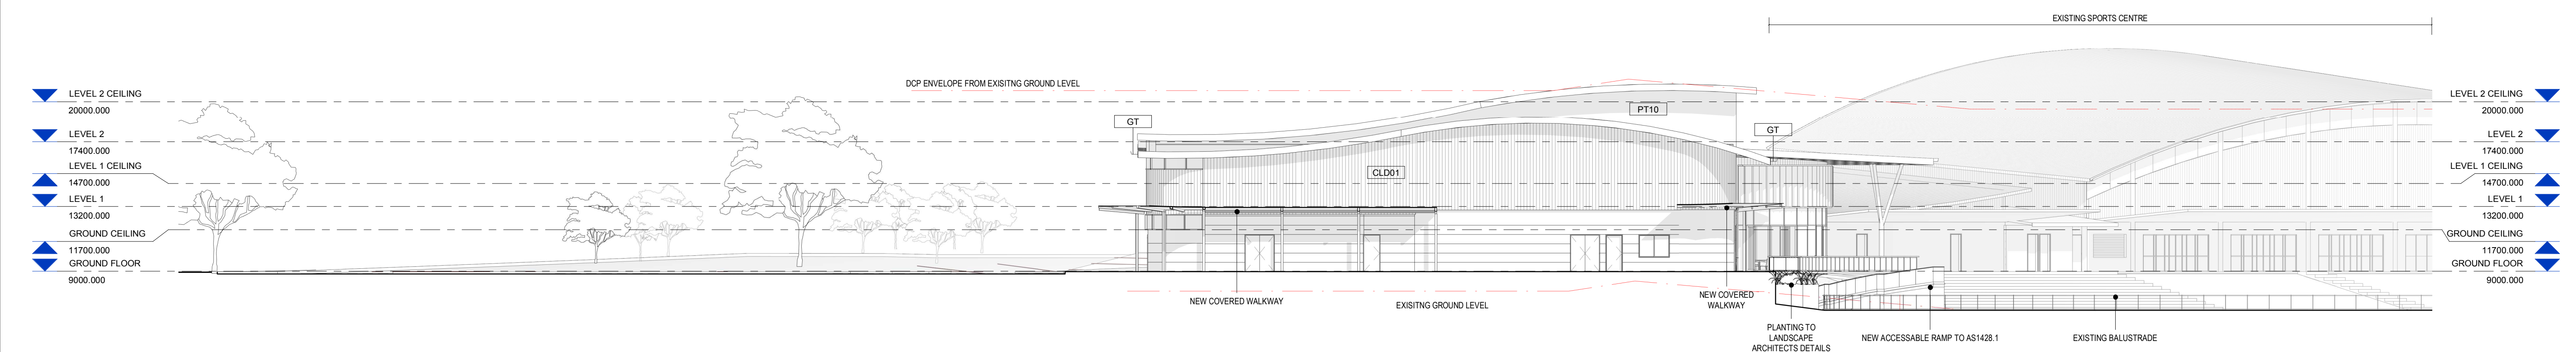 EXISTING SPORTS CENTRE
DCP ENVELOPE FROM EXISITNG GROUND LEVEL
LEVEL 2 CEILING
20000.000
LEVEL 2
17400.000
LEVEL 1 CEILING
14700.000
LEVEL 1
13200.000
GROUND CEILING
11700.000
GROUND FLOOR
9000.000
GT
PT10
GT
CLD01
NEW COVERED WALKWAY
EXISITNG GROUND LEVEL
NEW COVERED
WALKWAY
PLANTING TO
LANDSCAPE
ARCHITECTS DETAILS
NEW ACCESSABLE RAMP TO AS1428.1
EXISTING BALUSTRADE
LEVEL 2 CEILING
20000.000
LEVEL 2
17400.000
LEVEL 1 CEILING
14700.000
LEVEL 1
13200.000
GROUND CEILING
11700.000
GROUND FLOOR
9000.000